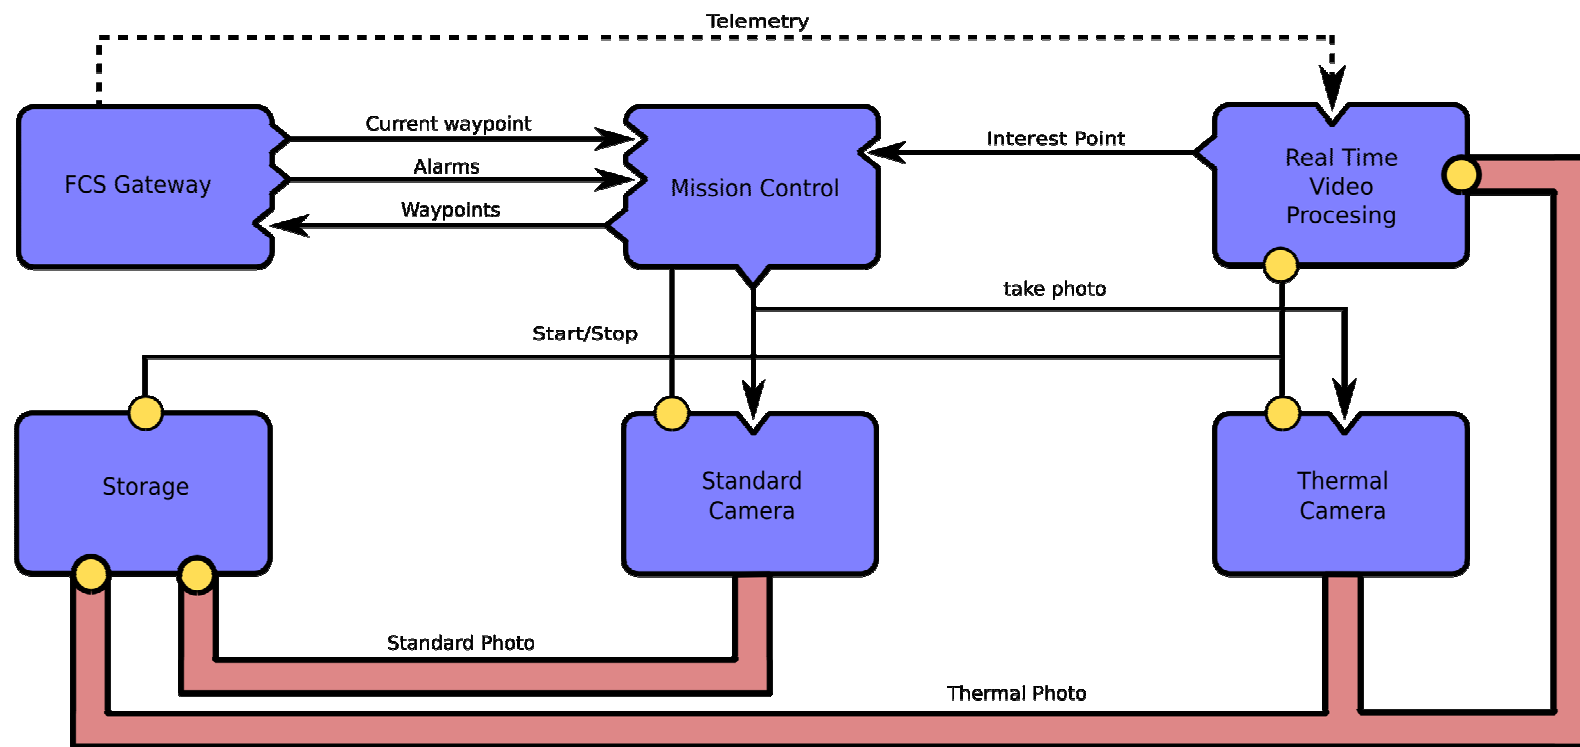 Telemetry
Current waypoint
Alarms
Waypoints
FCS Gateway
Mission Control
Interest Point
Real Time
Video
Procesing
take photo
Start/Stop
Storage
Standard
Camera
Thermal
Camera
Standard Photo
Thermal Photo